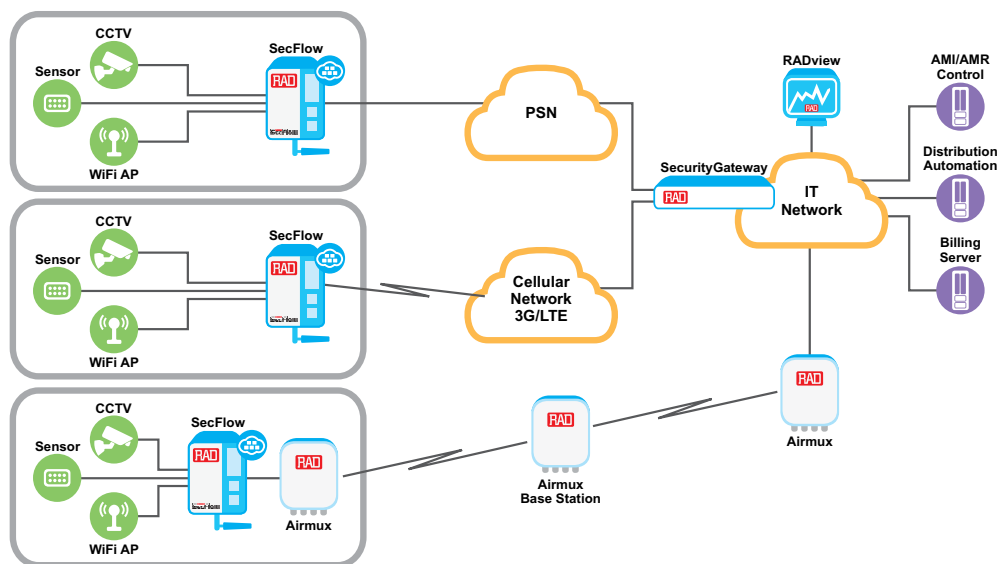 CCTV
SecFlow
Sensor
RAD
WiFi AP
PSN
RADview
RAD
AMI/AMR
Control
SecurityGateway
RAD
IT
Network
Distribution
Automation
Billing
Server
CCTV
SecFlow
Sensor
RAD
WiFi AP
Cellular
Network
3G/LTE
RAD
Airmux
CCTV
SecFlow
Sensor
RAD
WiFi AP
RAD
Airmux
RAD
Airmux
Base Station